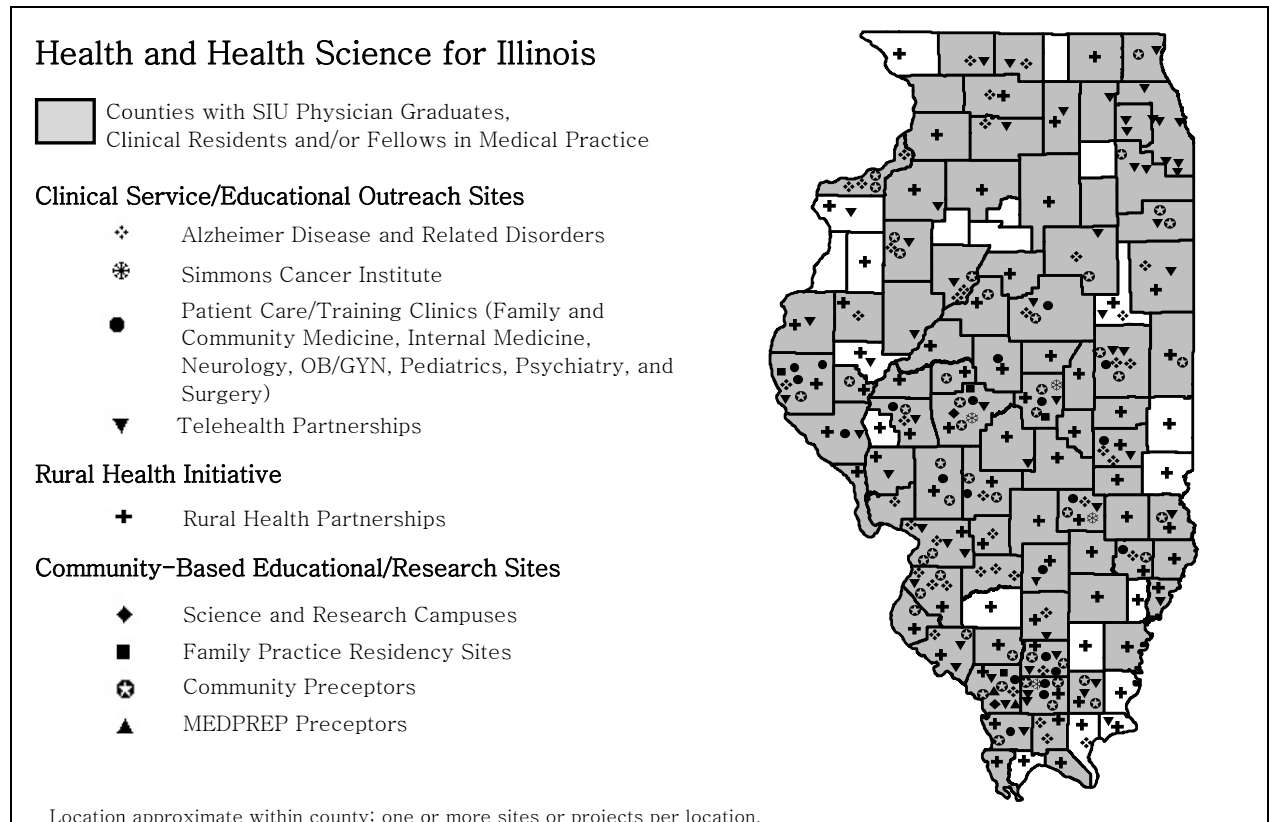 Health and Health Science for Illinois
Counties with SIU Physician Graduates,
Clinical Residents and/or Fellows in Medical Practice
Clinical Service/Educational Outreach Sites
Alzheimer Disease and Related Disorders
Simmons Cancer Institute
Patient Care/Training Clinics (Family and
Community Medicine, Internal Medicine,
Neurology, OB/GYN, Pediatrics, Psychiatry, and
Surgery)
Telehealth Partnerships
Rural Health Initiative
Rural Health Partnerships
Community-Based Educational/Research Sites
Science and Research Campuses
Family Practice Residency Sites
Community Preceptors
MEDPREP Preceptors
Location approximate within county; one or more sites or projects per location.